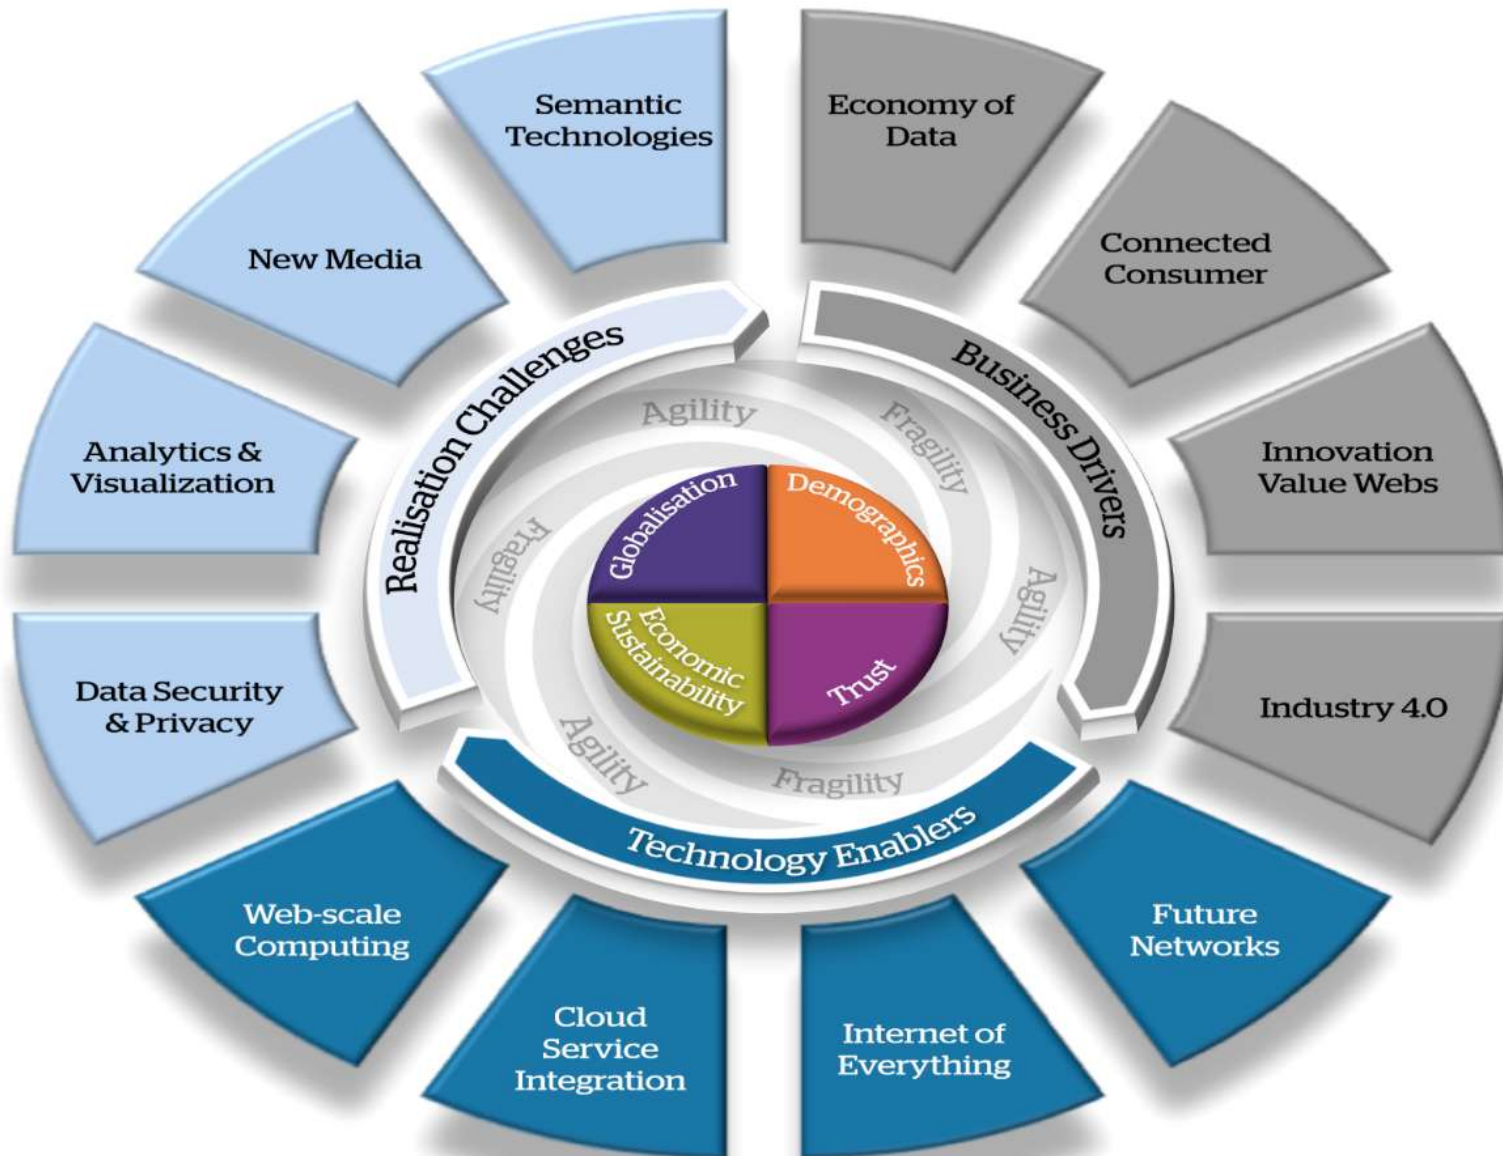 Semantic
Technologies
Economy of
Data
New Media
Connected
Consumer
Analytics &
Visualization
Innovation
Value Webs
Data Security
& Privacy
Industry 4.0
Web-scale
Computing
Future
Networks
Cloud
Service
Integration
Internet of
Everything
Realisation Challenges
Business Drivers
Technology Enablers
Agility
Fragility
Fragility
Agility
Agility
Fragility
Globalisation
Demographics
Economic
Sustainability
Trust